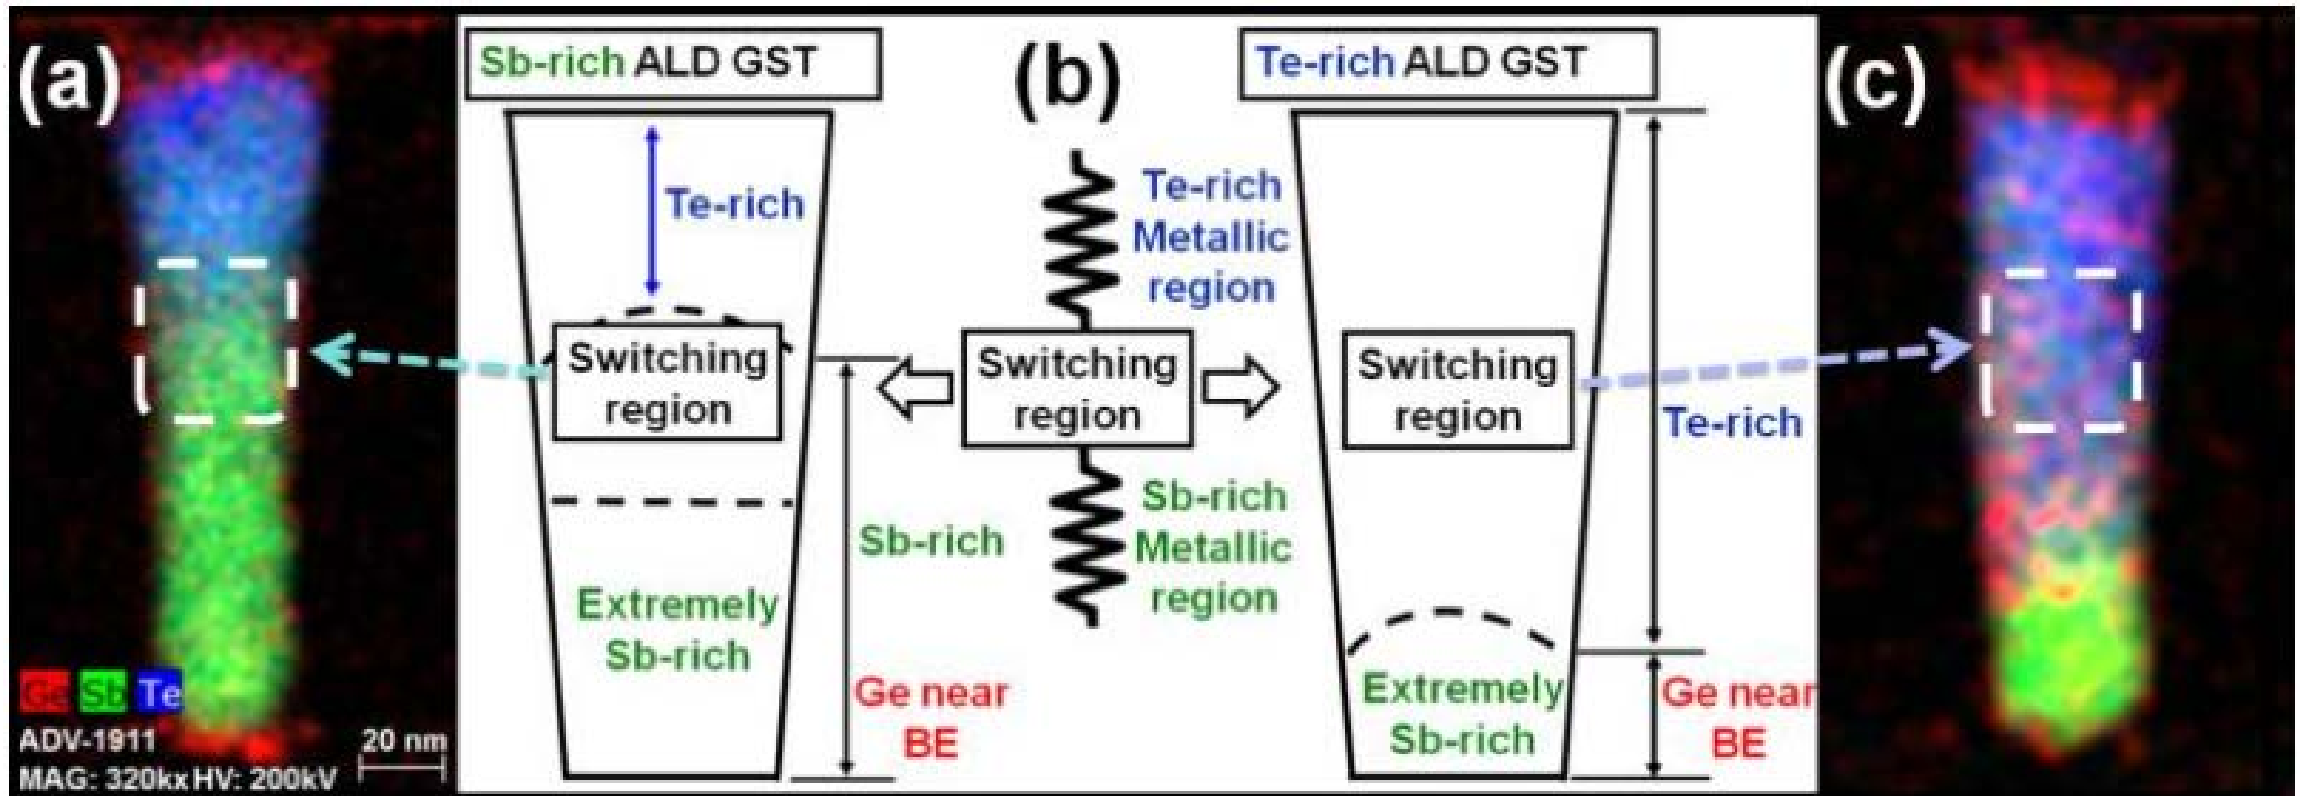 (a)
Ge Sb Te
ADV-1911
MAG: 320kx HV: 200kV
20 nm
Sb-rich ALD GST
Te-rich
Switching
region
Extremely
Sb-rich
Sb-rich
Ge near
BE
(b)
Te-rich
Metallic
region
Switching
region
Sb-rich
Metallic
region
Te-rich ALD GST
Switching
region
Te-rich
Extremely
Sb-rich
Ge near
BE
(c)